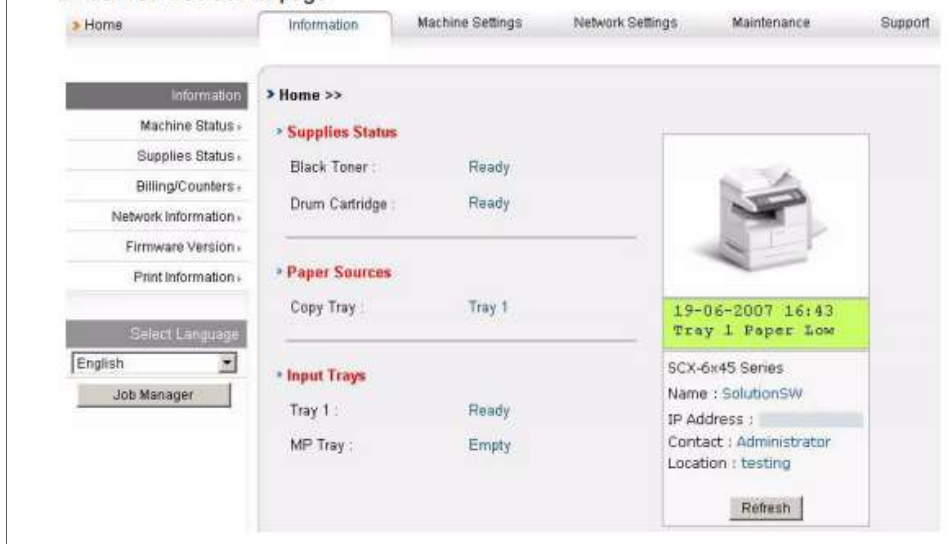 > Home
Information
Machine Settings
Network Settings
Maintenance
Support
Information
Machine Status
Supplies Status
Billing/Counters
Network Information
Firmware Version
Print Information
Select Language
English
Job Manager
Home >>
Supplies Status
Black Toner : Ready
Drum Cartridge : Ready
Paper Sources
Copy Tray : Tray 1
Input Trays
Tray 1 : Ready
MP Tray : Empty
19-06-2007 16:43
Tray 1 Paper Low
SCX-6x45 Series
Name : SolutionSW
IP Address :
Contact : Administrator
Location : testing
Refresh